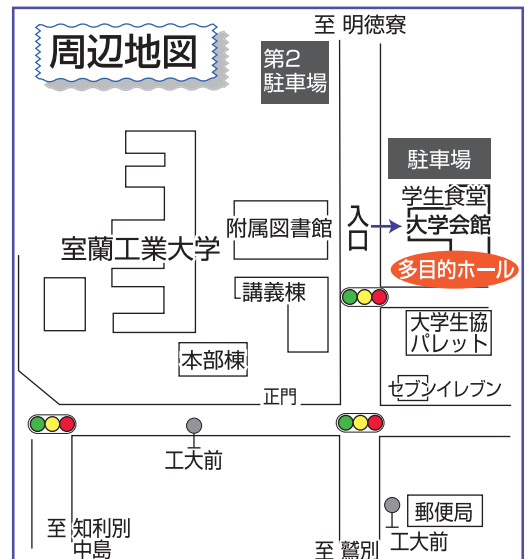 至 明徳寮
周辺地図
第2
駐車場
駐車場
学生食堂
大学会館
入口
附属図書館
室蘭工業大学
多目的ホール
講義棟
大学生協
パレット
本部棟
セブンイレブン
正門
工大前
郵便局
至 知利別
中島
工大前
至 鷲別